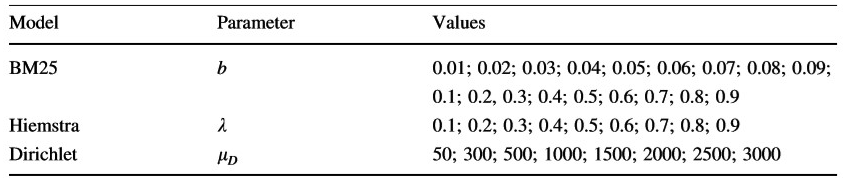 Model Parameter Values
BM25 b 0.01; 0.02; 0.03; 0.04; 0.05; 0.06; 0.07; 0.08; 0.09;
0.1; 0.2, 0.3; 0.4; 0.5; 0.6; 0.7; 0.8; 0.9
Hiemstra λ 0.1; 0.2; 0.3; 0.4; 0.5; 0.6; 0.7; 0.8; 0.9
Dirichlet μD 50; 300; 500; 1000; 1500; 2000; 2500; 3000